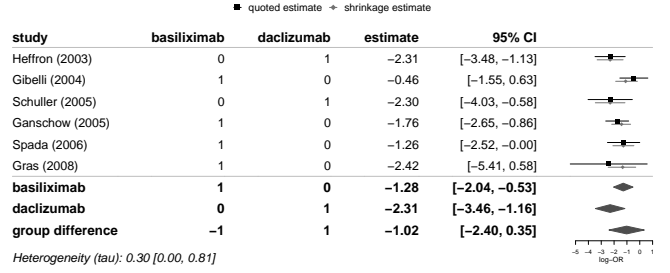 quoted estimate shrinkage estimate
study basiliximab daclizumab estimate 95% CI
Heffron (2003) 0 1 −2.31 [−3.48, −1.13]
Gibelli (2004) 1 0 −0.46 [−1.55, 0.63]
Schuller (2005) 0 1 −2.30 [−4.03, −0.58]
Ganschow (2005) 1 0 −1.76 [−2.65, −0.86]
Spada (2006) 1 0 −1.26 [−2.52, −0.00]
Gras (2008) 1 0 −2.42 [−5.41, 0.58]
basiliximab 1 0 −1.28 [−2.04, −0.53]
daclizumab 0 1 −2.31 [−3.46, −1.16]
group difference −1 1 −1.02 [−2.40, 0.35]
−5 −4 −3 −2 −1 0 1
log−OR
Heterogeneity (tau): 0.30 [0.00, 0.81]